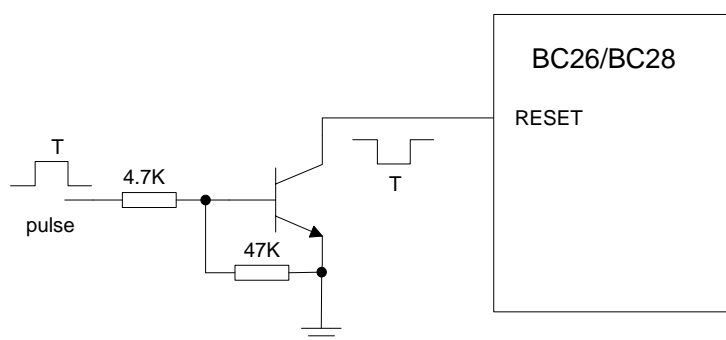 BC26/BC28
RESET
T
4.7K
T
pulse
47K